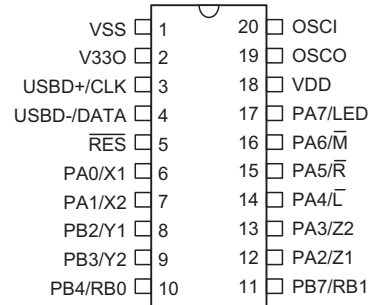 VSS 1 20 OSCI
V33O 2 19 OSCO
USBD+/CLK 3 18 VDD
USBD-/DATA 4 17 PA7/LED
R̅E̅S̅ 5 16 PA6/M̅
PA0/X1 6 15 PA5/R̅
PA1/X2 7 14 PA4/L̅
PB2/Y1 8 13 PA3/Z2
PB3/Y2 9 12 PA2/Z1
PB4/RB0 10 11 PB7/RB1